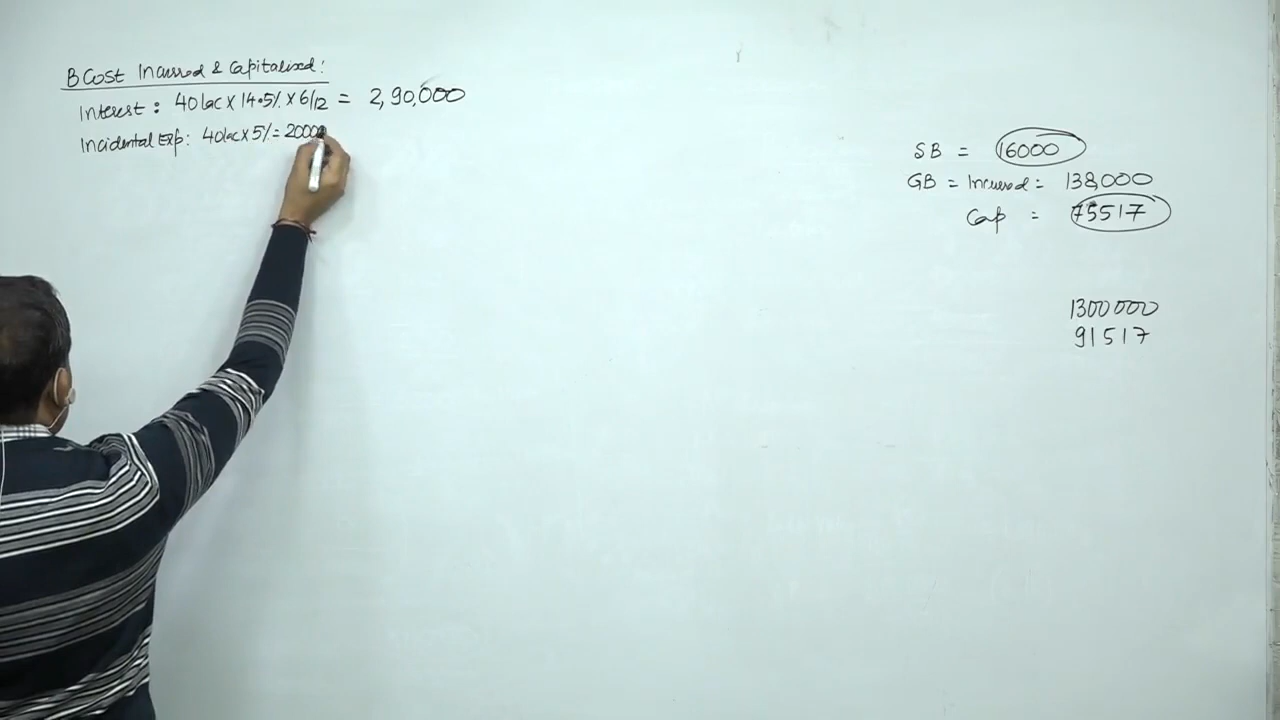 B Cost Incurred & Capitalized:
Interest: 40 lac x 14.5% x 6/12 = 2,90,000
Incidental Exp: 40 lac x 5% = 20000
SB = 16000
GB = Incurred = 138,000
Cap = 75517
1300000
91517